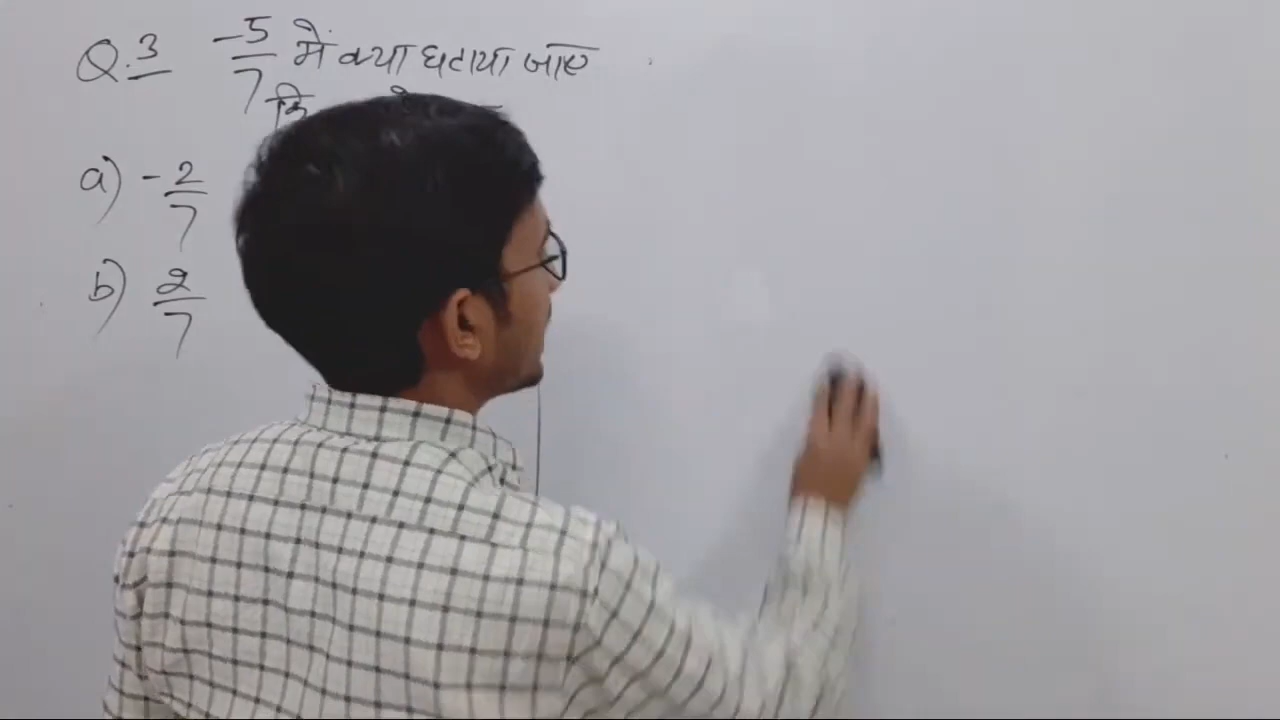 Q.3 -5/7 में क्या घटाया जाए
कि
a) -2/7
b) 2/7